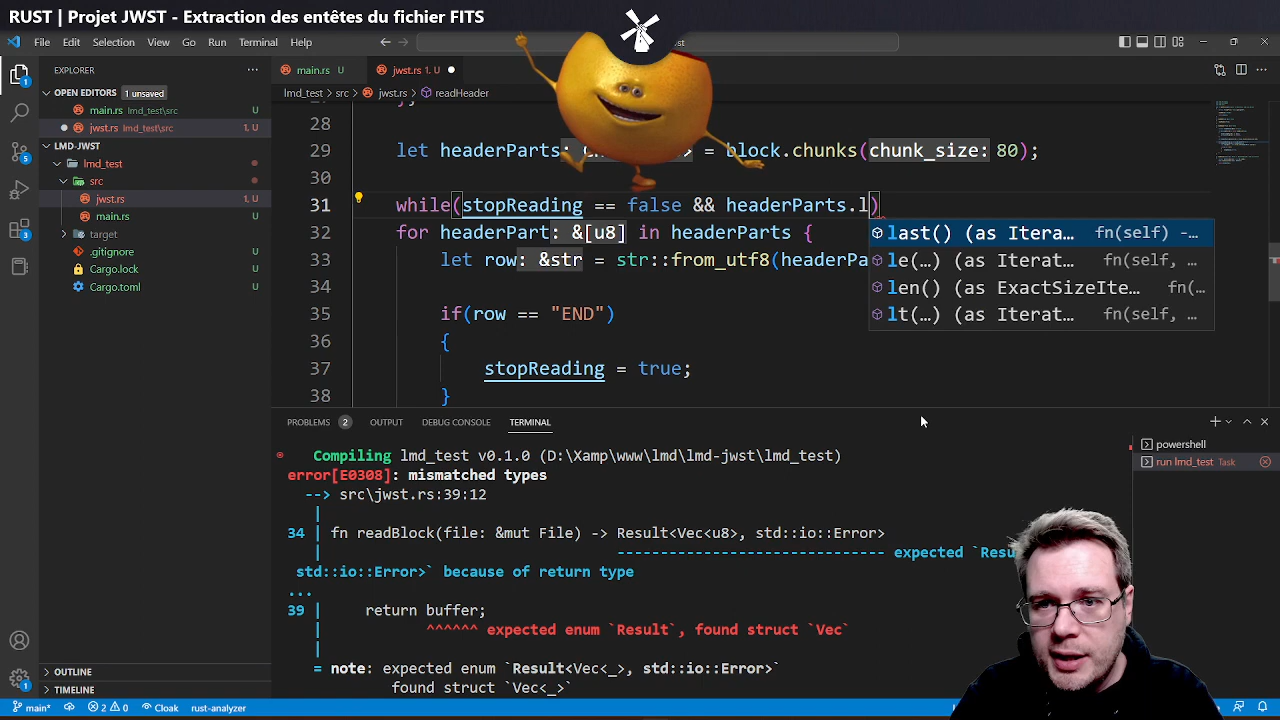 RUST | Projet JWST - Extraction des entêtes du fichier FITS
File Edit Selection View Go Run Terminal Help
EXPLORER
OPEN EDITORS 1 unsaved
main.rs lmd_test\src U
jwst.rs lmd_test\src 1, U
LMD-JWST
lmd_test
src
jwst.rs 1, U
main.rs U
target
.gitignore U
Cargo.lock U
Cargo.toml U
OUTLINE
TIMELINE
main.rs U jwst.rs 1, U
lmd_test > src > jwst.rs > readHeader
28
29 let headerParts = block.chunks(chunk_size: 80);
30
31 while(stopReading == false && headerParts.l)
32 for headerPart: &[u8] in headerParts {
33 let row: &str = str::from_utf8(headerPa
34
35 if(row == "END")
36 {
37 stopReading = true;
38 }
last() (as Itera… fn(self) -…
le(…) (as Iterat… fn(self, …
len() (as ExactSizeIte… fn(…
lt(…) (as Iterat… fn(self, …
PROBLEMS 2 OUTPUT DEBUG CONSOLE TERMINAL
powershell
run lmd_test Task
Compiling lmd_test v0.1.0 (D:\Xamp\www\lmd\lmd-jwst\lmd_test)
error[E0308]: mismatched types
--> src\jwst.rs:39:12
|
34 | fn readBlock(file: &mut File) -> Result<Vec<u8>, std::io::Error>
| ------------------------------- expected `Resu
std::io::Error>` because of return type
...
39 | return buffer;
| ^^^^^^ expected enum `Result`, found struct `Vec`
|
= note: expected enum `Result<Vec<_>, std::io::Error>`
found struct `Vec<_>`
main* 2 0 Cloak rust-analyzer